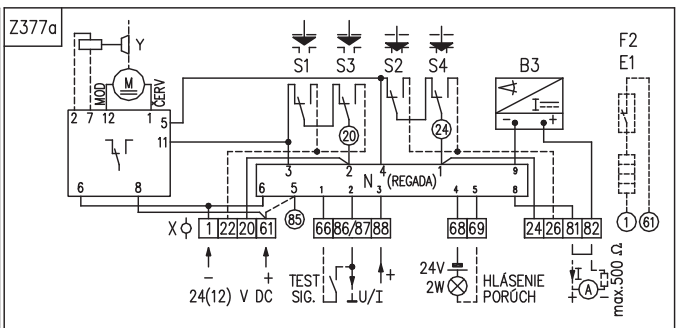 Z377a
Y
S1 S3 S2 S4 B3 F2
E1
M
MOD CERV
2 7 12 1
5
11
6 8
20 24
I
- +
3 2 4 1 9
N (REGADA)
6 5 1 2 3 4 5 8
X 1 22 20 61 85 66 86/87 88 68 69 24 26 81 82 1 61
- +
24(12) V DC
TEST
SIG.
+
U/I
24V
2W
HLÁSENIE
PORÚCH
I
A
+ -
max.500 Ω